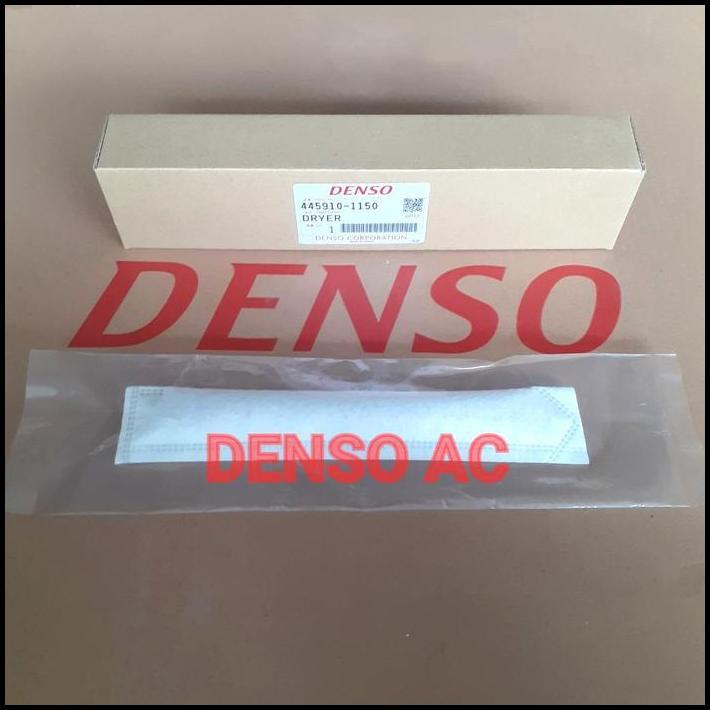 DENSO
445910-1150
DRYER
1
DENSO CORPORATION
DENSO
DENSO AC